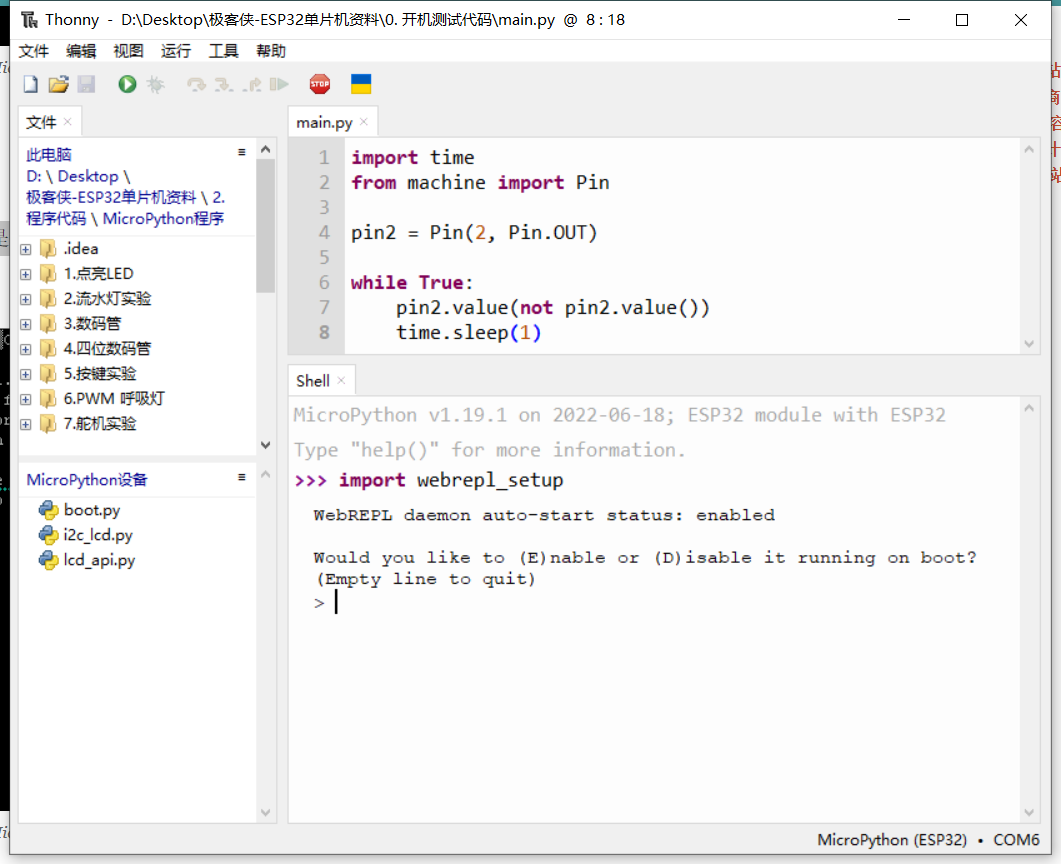 Thonny - D:\Desktop\极客侠-ESP32单片机资料\0. 开机测试代码\main.py @ 8 : 18
文件 编辑 视图 运行 工具 帮助
STOP
文件
此电脑
D: \ Desktop \
极客侠-ESP32单片机资料 \ 2.
程序代码 \ MicroPython程序
.idea
1.点亮LED
2.流水灯实验
3.数码管
4.四位数码管
5.按键实验
6.PWM 呼吸灯
7.舵机实验
MicroPython设备
boot.py
i2c_lcd.py
lcd_api.py
main.py
1 import time
2 from machine import Pin
3
4 pin2 = Pin(2, Pin.OUT)
5
6 while True:
7     pin2.value(not pin2.value())
8     time.sleep(1)
Shell
MicroPython v1.19.1 on 2022-06-18; ESP32 module with ESP32
Type "help()" for more information.
>>> import webrepl_setup
WebREPL daemon auto-start status: enabled
Would you like to (E)nable or (D)isable it running on boot?
(Empty line to quit)
>
MicroPython (ESP32) • COM6